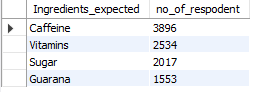 Ingredients_expected no_of_respodent
Caffeine 3896
Vitamins 2534
Sugar 2017
Guarana 1553